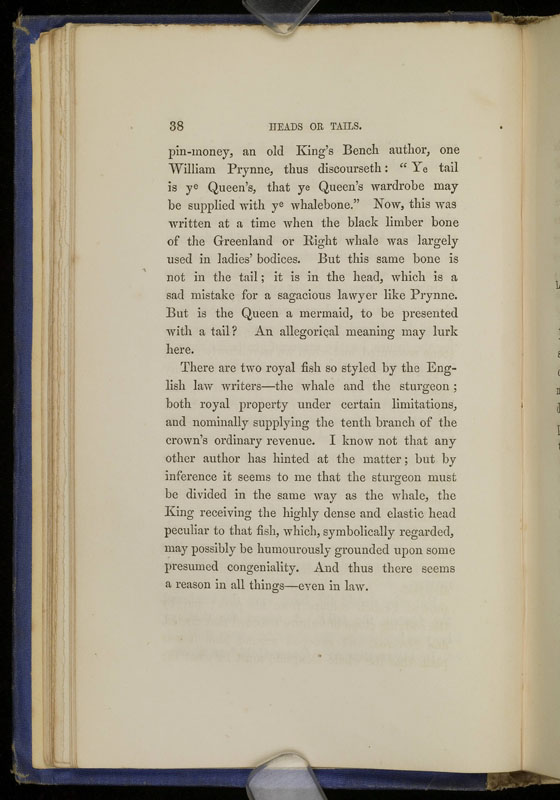 38 HEADS OR TAILS.
pin-money, an old King's Bench author, one
William Prynne, thus discourseth: “ Ye tail
is ye Queen's, that ye Queen's wardrobe may
be supplied with ye whalebone.” Now, this was
written at a time when the black limber bone
of the Greenland or Right whale was largely
used in ladies' bodices. But this same bone is
not in the tail; it is in the head, which is a
sad mistake for a sagacious lawyer like Prynne.
But is the Queen a mermaid, to be presented
with a tail? An allegorical meaning may lurk
here.
There are two royal fish so styled by the Eng-
lish law writers—the whale and the sturgeon;
both royal property under certain limitations,
and nominally supplying the tenth branch of the
crown's ordinary revenue. I know not that any
other author has hinted at the matter; but by
inference it seems to me that the sturgeon must
be divided in the same way as the whale, the
King receiving the highly dense and elastic head
peculiar to that fish, which, symbolically regarded,
may possibly be humourously grounded upon some
presumed congeniality. And thus there seems
a reason in all things—even in law.